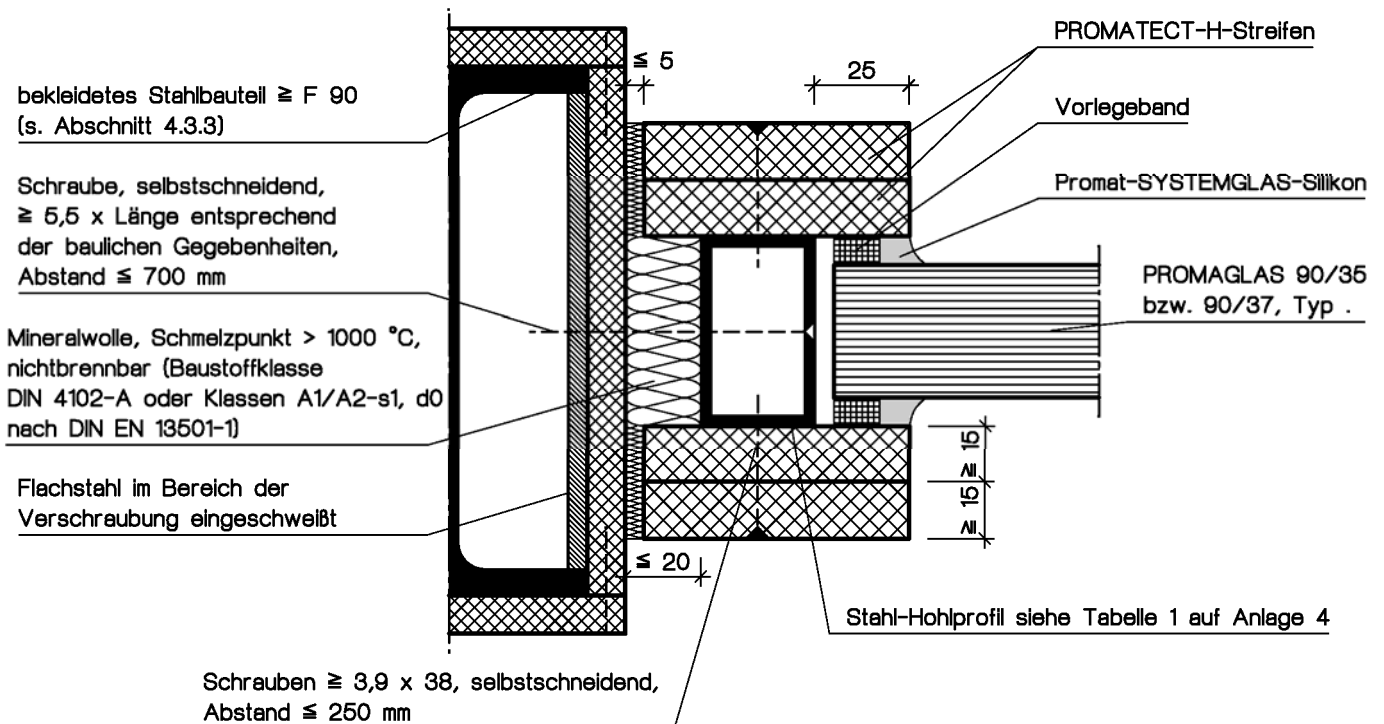 PROMATECT-H-Streifen
≦ 5
25
bekleidetes Stahlbauteil ≧ F 90
(s. Abschnitt 4.3.3)
Vorlegeband
Schraube, selbstschneidend,
≧ 5,5 x Länge entsprechend
der baulichen Gegebenheiten,
Abstand ≦ 700 mm
Promat-SYSTEMGLAS-Silikon
PROMAGLAS 90/35
bzw. 90/37, Typ .
Mineralwolle, Schmelzpunkt > 1000 °C,
nichtbrennbar (Baustoffklasse
DIN 4102-A oder Klassen A1/A2-s1, d0
nach DIN EN 13501-1)
≧ 15
≧ 15
Flachstahl im Bereich der
Verschraubung eingeschweißt
≦ 20
Stahl-Hohlprofil siehe Tabelle 1 auf Anlage 4
Schrauben ≧ 3,9 x 38, selbstschneidend,
Abstand ≦ 250 mm